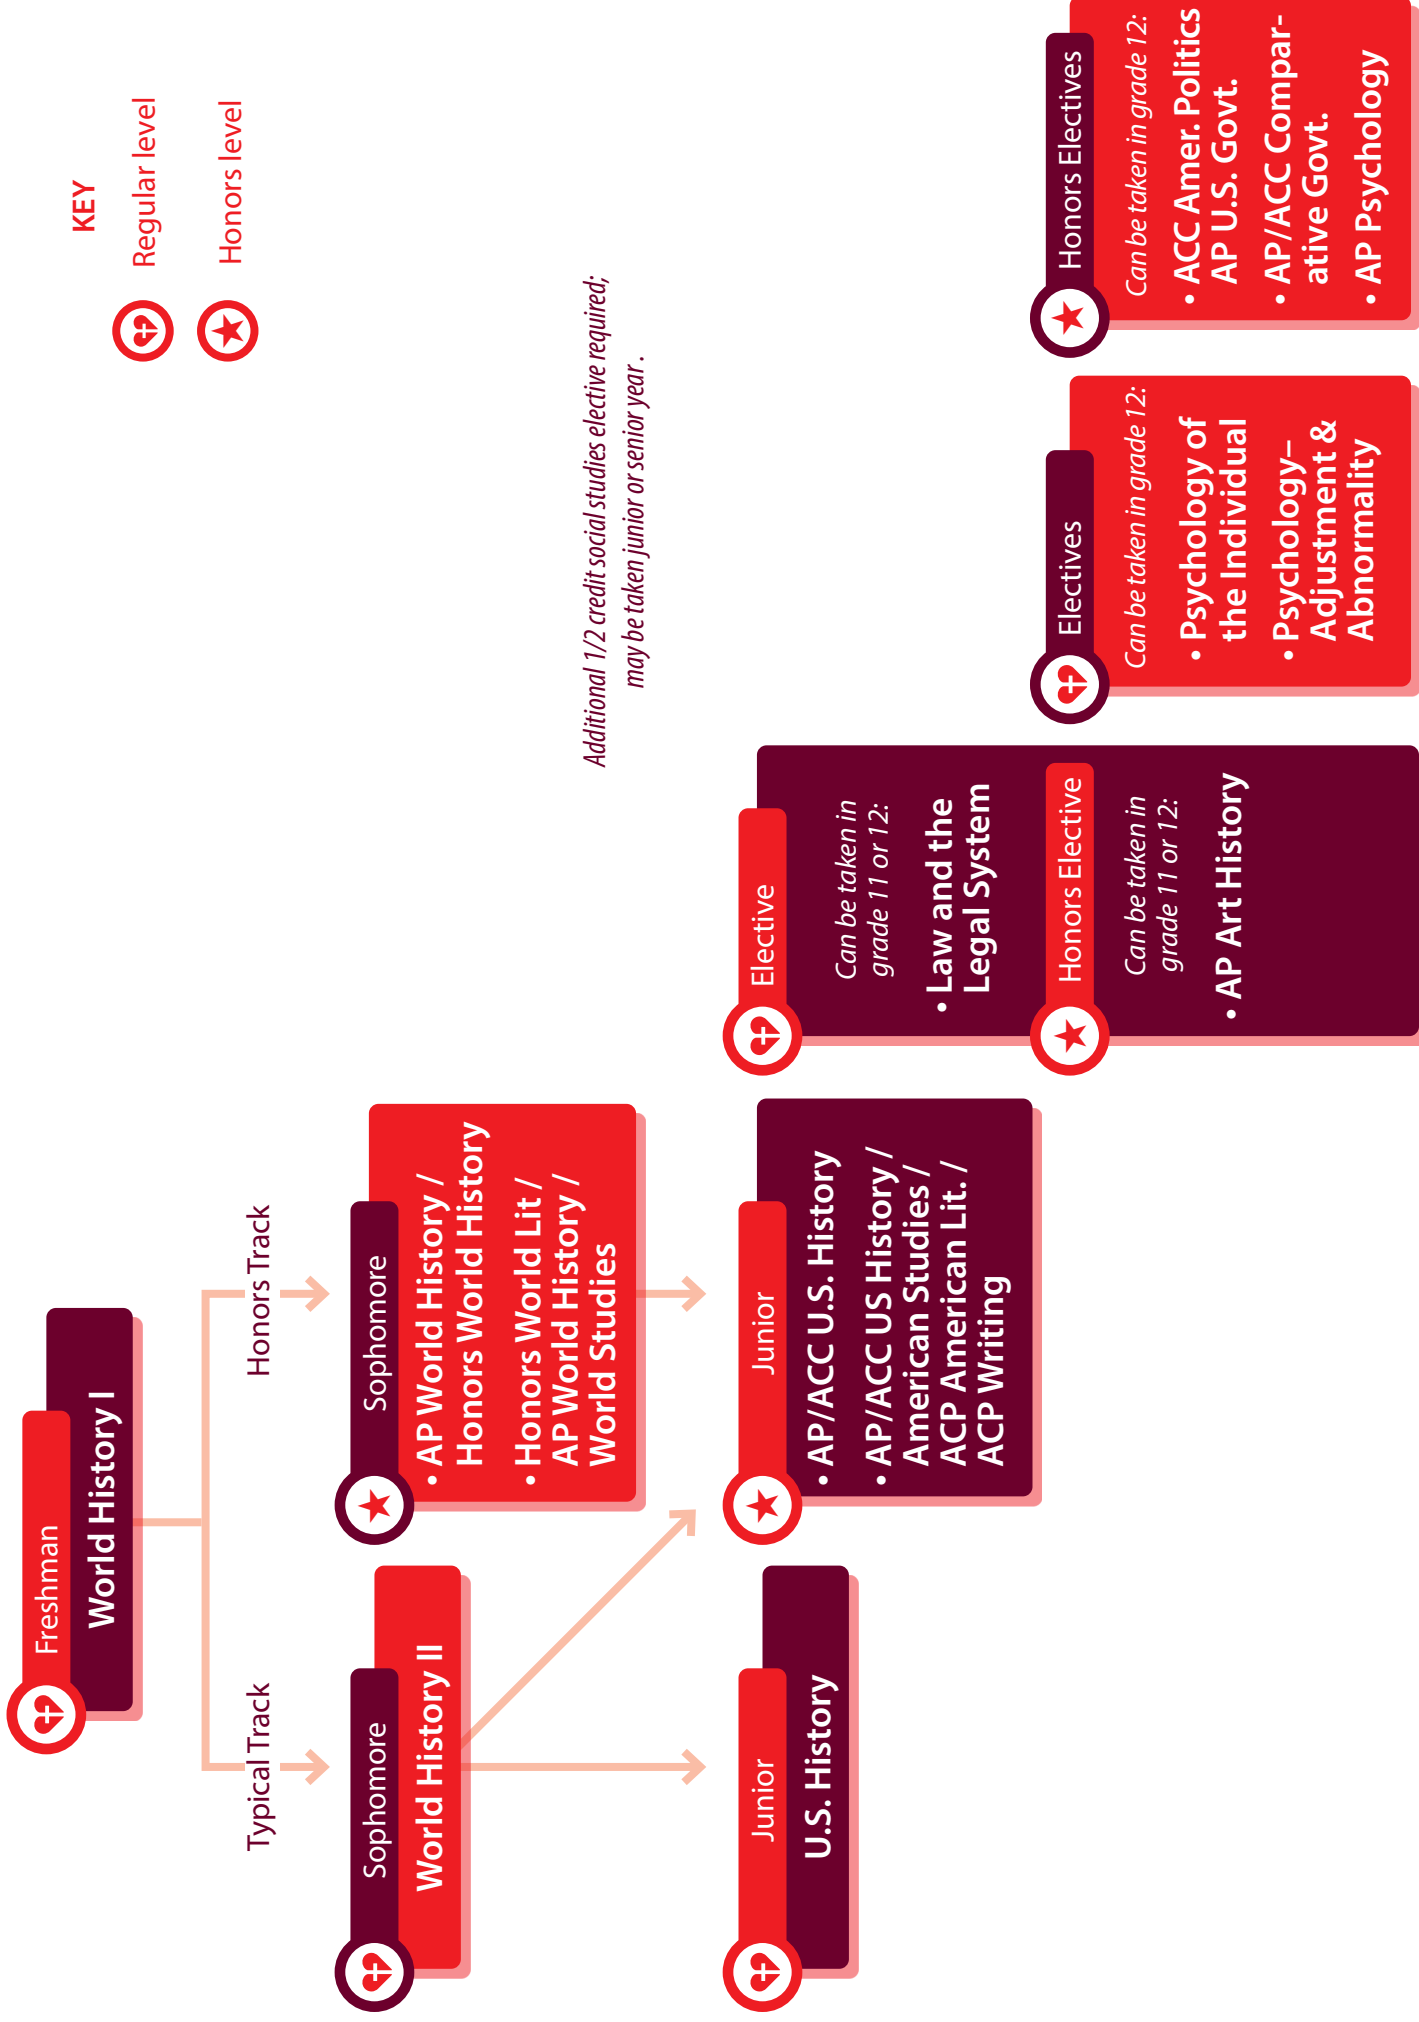 Freshman
World History I
KEY
Regular level
Honors level
Typical Track
Honors Track
Sophomore
World History II
Sophomore
• AP World History /
Honors World History
• Honors World Lit /
AP World History /
World Studies
Additional 1/2 credit social studies elective required;
may be taken junior or senior year .
Junior
U.S. History
Junior
• AP/ACC U.S. History
• AP/ACC US History /
American Studies /
ACP American Lit. /
ACP Writing
Elective
Can be taken in
grade 11 or 12:
• Law and the
Legal System
Honors Elective
Can be taken in
grade 11 or 12:
• AP Art History
Electives
Can be taken in grade 12:
• Psychology of
the Individual
• Psychology–
Adjustment &
Abnormality
Honors Electives
Can be taken in grade 12:
• ACC Amer. Politics
AP U.S. Govt.
• AP/ACC Compar-
ative Govt.
• AP Psychology